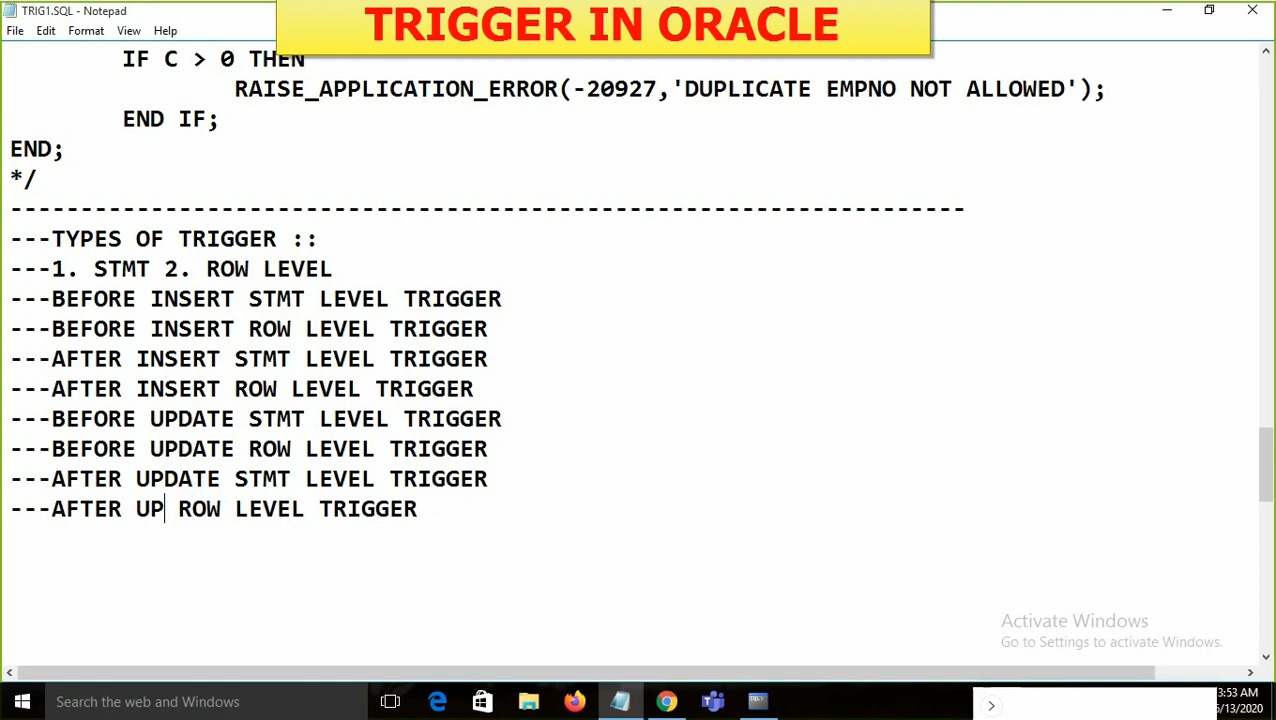 TRIG1.SQL - Notepad
TRIGGER IN ORACLE
File Edit Format View Help
IF C > 0 THEN
RAISE_APPLICATION_ERROR(-20927,'DUPLICATE EMPNO NOT ALLOWED');
END IF;
END;
*/
--------------------------------------------------------------------
---TYPES OF TRIGGER ::
---1. STMT 2. ROW LEVEL
---BEFORE INSERT STMT LEVEL TRIGGER
---BEFORE INSERT ROW LEVEL TRIGGER
---AFTER INSERT STMT LEVEL TRIGGER
---AFTER INSERT ROW LEVEL TRIGGER
---BEFORE UPDATE STMT LEVEL TRIGGER
---BEFORE UPDATE ROW LEVEL TRIGGER
---AFTER UPDATE STMT LEVEL TRIGGER
---AFTER UP ROW LEVEL TRIGGER
Activate Windows
Go to Settings to activate Windows.
Search the web and Windows
:53 AM
/13/2020